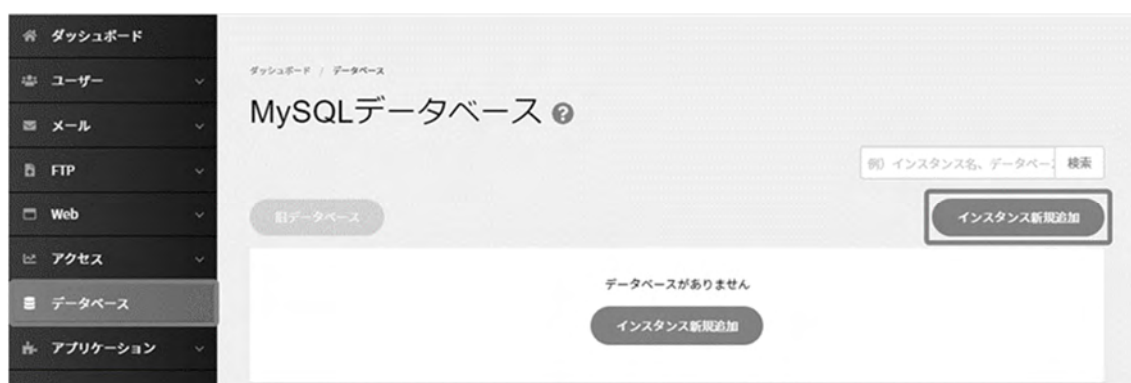 ダッシュボード
ユーザー
メール
FTP
Web
アクセス
データベース
アプリケーション
ダッシュボード / データベース
MySQLデータベース ?
例）インスタンス名、データベー
検索
旧データベース
インスタンス新規追加
データベースがありません
インスタンス新規追加